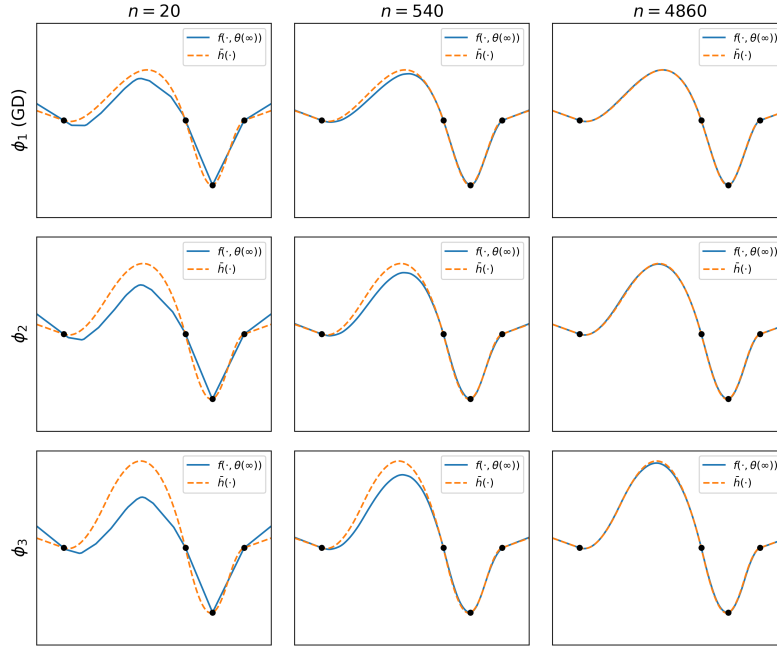 n = 20 n = 540 n = 4860
ϕ₁ (GD)
f(·, θ(∞)) f(·, θ(∞)) f(·, θ(∞))
h̄(·) h̄(·) h̄(·)
ϕ₂
f(·, θ(∞)) f(·, θ(∞)) f(·, θ(∞))
h̄(·) h̄(·) h̄(·)
ϕ₃
f(·, θ(∞)) f(·, θ(∞)) f(·, θ(∞))
h̄(·) h̄(·) h̄(·)